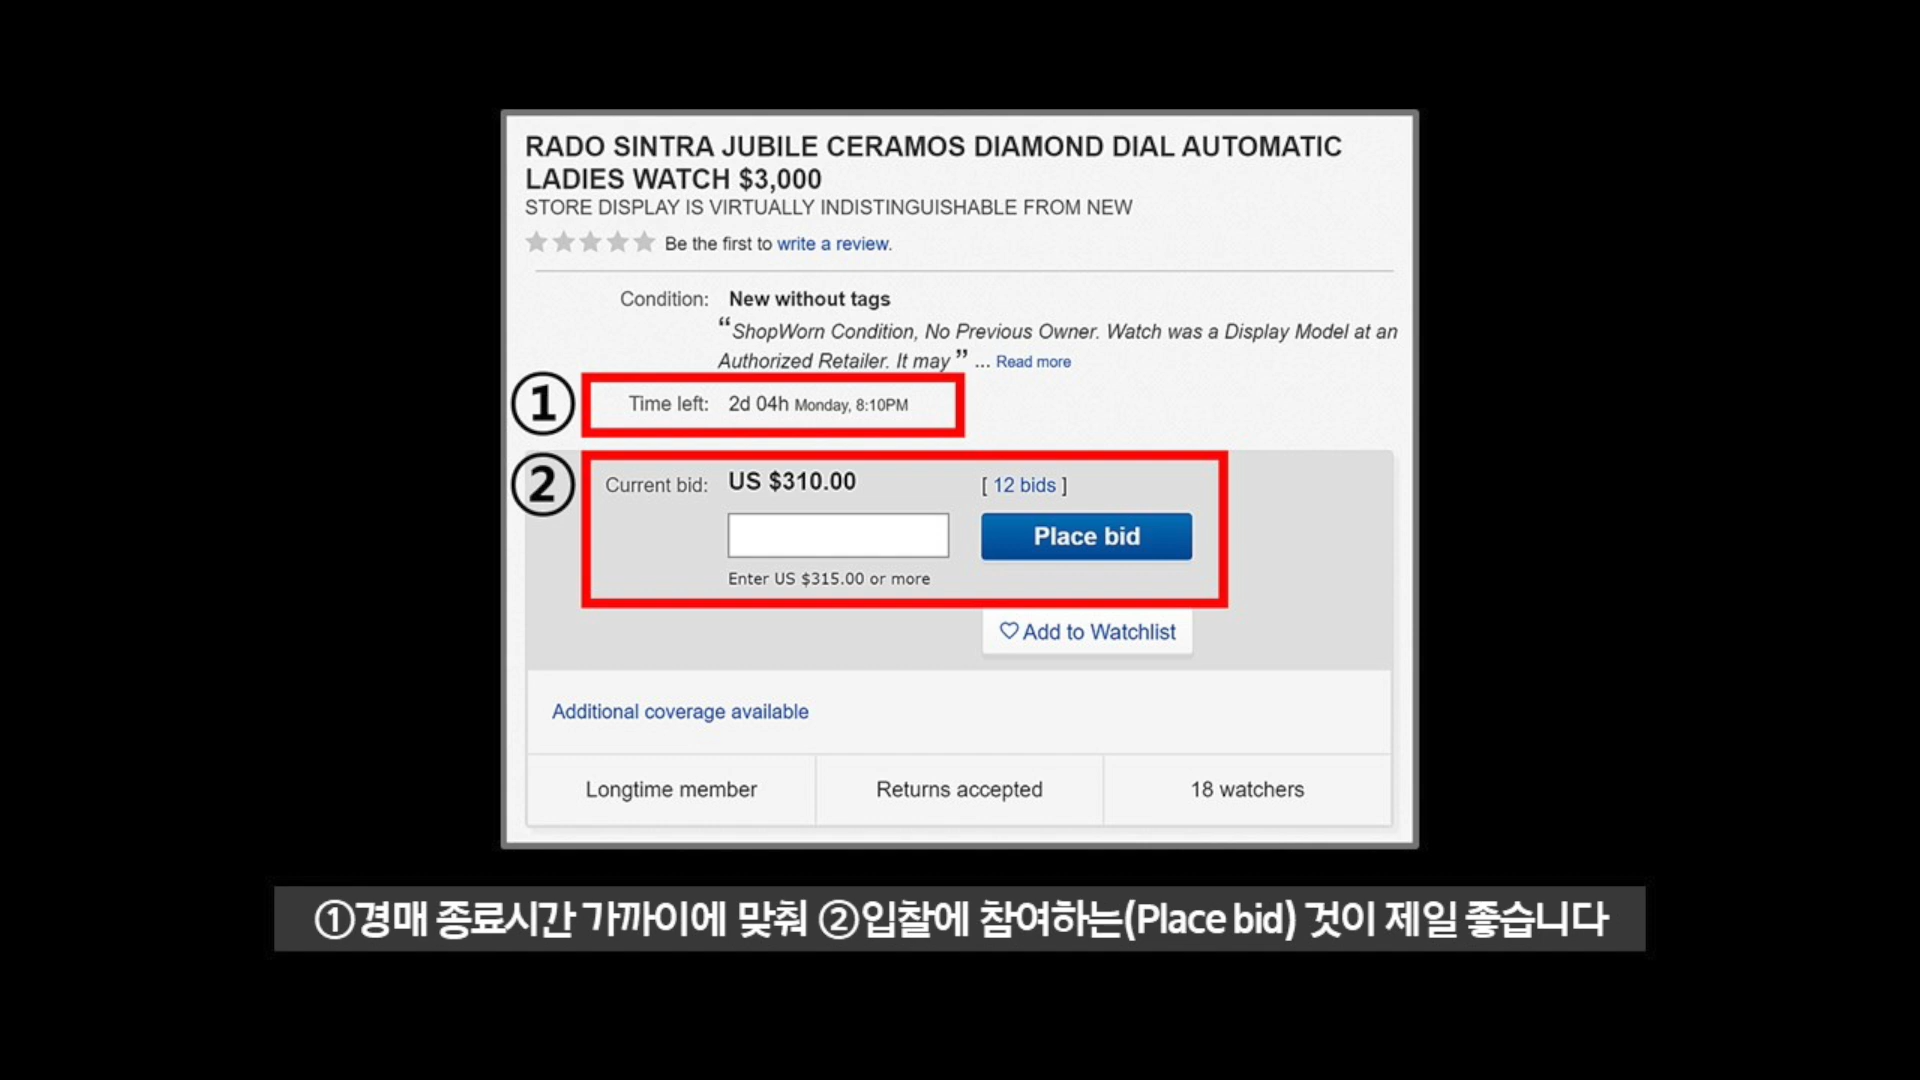 RADO SINTRA JUBILE CERAMOS DIAMOND DIAL AUTOMATIC
LADIES WATCH $3,000
STORE DISPLAY IS VIRTUALLY INDISTINGUISHABLE FROM NEW
Be the first to write a review.
Condition: New without tags
“ShopWorn Condition, No Previous Owner. Watch was a Display Model at an
Authorized Retailer. It may” ... Read more
① Time left: 2d 04h Monday, 8:10PM
② Current bid: US $310.00 [ 12 bids ]
Place bid
Enter US $315.00 or more
♡ Add to Watchlist
Additional coverage available
Longtime member Returns accepted 18 watchers
①경매 종료시간 가까이에 맞춰 ②입찰에 참여하는(Place bid) 것이 제일 좋습니다